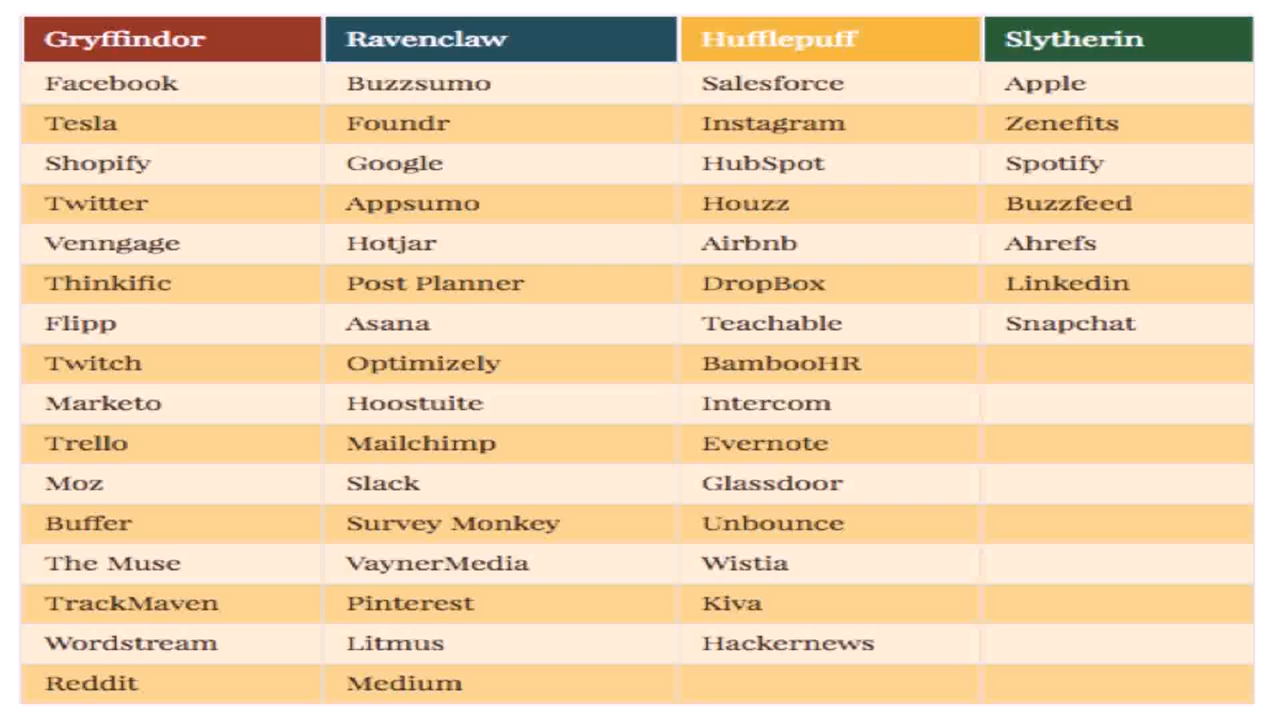 Gryffindor Ravenclaw Hufflepuff Slytherin
Facebook Buzzsumo Salesforce Apple
Tesla Foundr Instagram Zenefits
Shopify Google HubSpot Spotify
Twitter Appsumo Houzz Buzzfeed
Venngage Hotjar Airbnb Ahrefs
Thinkific Post Planner DropBox Linkedin
Flipp Asana Teachable Snapchat
Twitch Optimizely BambooHR
Marketo Hoostuite Intercom
Trello Mailchimp Evernote
Moz Slack Glassdoor
Buffer Survey Monkey Unbounce
The Muse VaynerMedia Wistia
TrackMaven Pinterest Kiva
Wordstream Litmus Hackernews
Reddit Medium